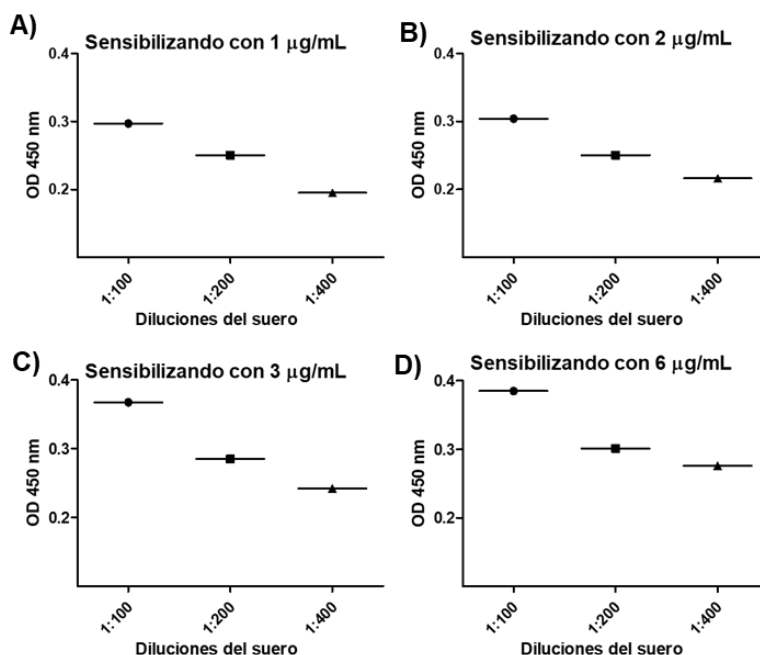 A)
Sensibilizando con 1 μg/mL
OD 450 nm
0.4
0.3
0.2
1:100
1:200
1:400
Diluciones del suero
B)
Sensibilizando con 2 μg/mL
OD 450 nm
0.4
0.3
0.2
1:100
1:200
1:400
Diluciones del suero
C)
Sensibilizando con 3 μg/mL
OD 450 nm
0.4
0.3
0.2
1:100
1:200
1:400
Diluciones del suero
D)
Sensibilizando con 6 μg/mL
OD 450 nm
0.4
0.3
0.2
1:100
1:200
1:400
Diluciones del suero